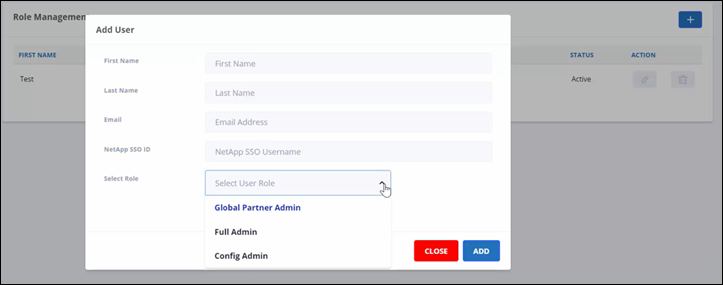 Role Managemen
+
Add User
FIRST NAME
STATUS
ACTION
Test
Active
First Name
First Name
Last Name
Last Name
Email
Email Address
NetApp SSO ID
NetApp SSO Username
Select Role
Select User Role
Global Partner Admin
Full Admin
Config Admin
CLOSE
ADD